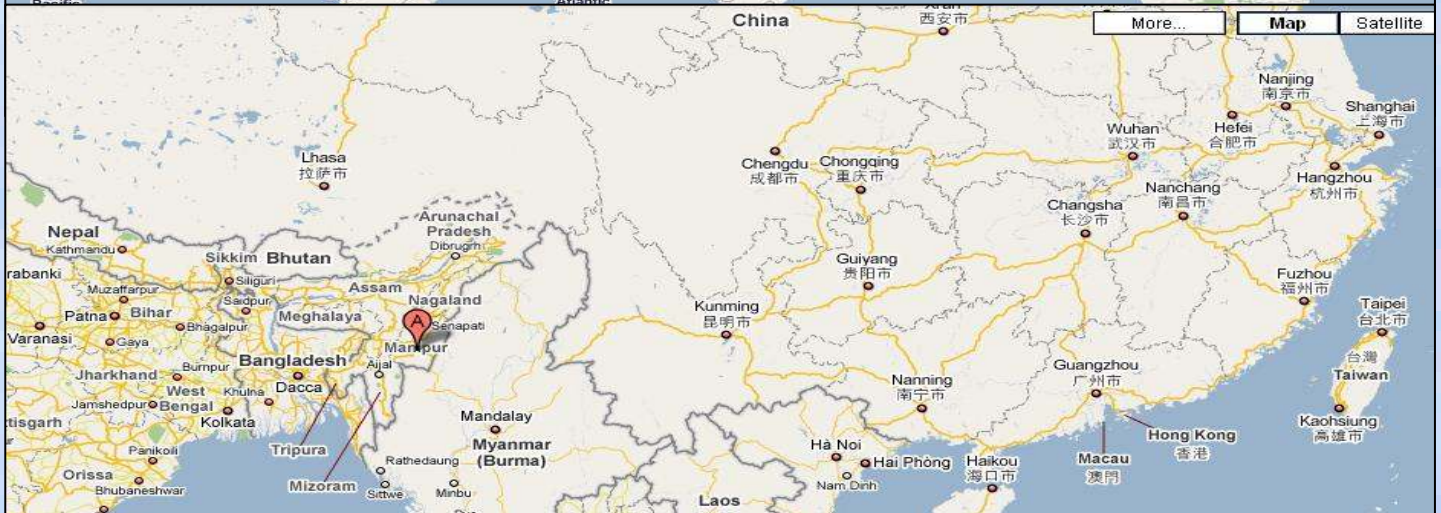 China
More...
Map
Satellite
西安市
Nanjing
南京市
Shanghai
上海市
Hefei
合肥市
Wuhan
武汉市
Lhasa
拉萨市
Chengdu
成都市
Chongqing
重庆市
Hangzhou
杭州市
Nanchang
南昌市
Changsha
长沙市
Arunachal
Pradesh
Dibrugrh
Nepal
Kathmandu
Sikkim
Bhutan
Guiyang
贵阳市
rabanki
Siliguri
Assam
Fuzhou
福州市
Muzaffarpur
Saidpur
Nagaland
Kunming
昆明市
Taipei
台北市
Patna
Bihar
Meghalaya
A
Senapati
Varanasi
Bhagalpur
Gaya
Manipur
Bangladesh
Aijal
台灣
Taiwan
Guangzhou
广州市
Jharkhand
Burnpur
West
Bengal
Khulna
Dacca
Nanning
南宁市
Jamshedpur
Kolkata
ttisgarh
Mandalay
Kaohsiung
高雄市
Hong Kong
香港
Myanmar
(Burma)
Hà Noi
Hai Phòng
Haikou
海口市
Macau
澳門
Panikoili
Tripura
Rathedaung
Orissa
Mizoram
Nam Dinh
Bhubaneshwar
Sittwe
Minbu
Laos